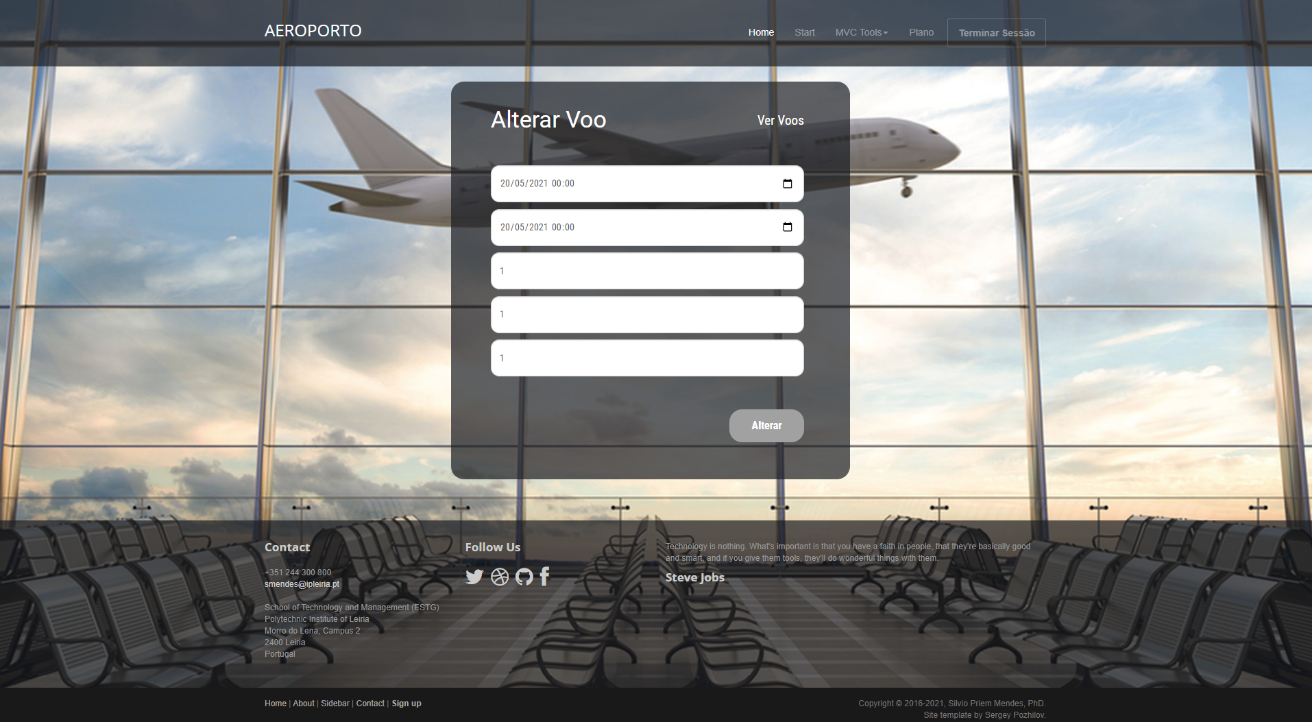 AEROPORTO
Home Start MVC Tools Plano Terminar Sessão
Alterar Voo
Ver Voos
20/05/2021 00:00
20/05/2021 00:00
1
1
1
Alterar
Contact
+351 244 300 800
smendes@ipleiria.pt
School of Technology and Management (ESTG)
Polytechnic Institute of Leiria
Morro do Lena, Campus 2
2400 Leiria
Portugal
Follow Us
Technology is nothing. What's important is that you have a faith in people, that they're basically good
and smart, and if you give them tools, they'll do wonderful things with them.
Steve Jobs
Home | About | Sidebar | Contact | Sign up
Copyright © 2016-2021, Silvio Priem Mendes, PhD.
Site template by Sergey Pozhilov.